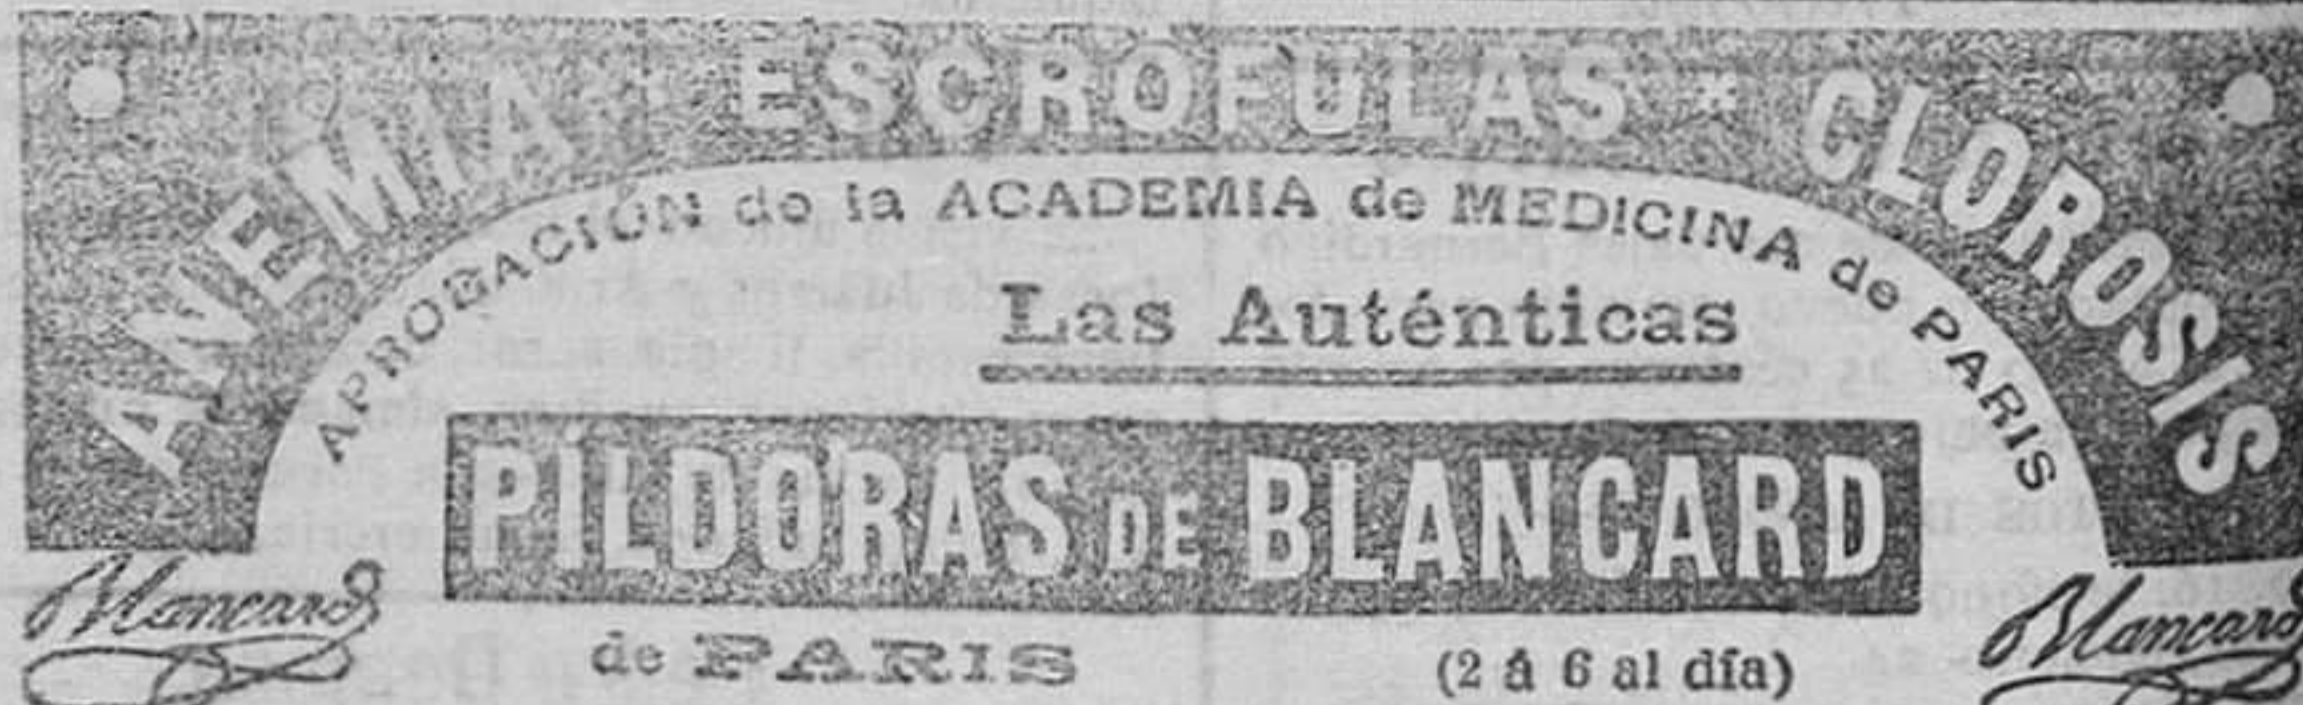 ANEMIA ESCROFULAS * CLOROSIS
APROBACIÓN de la ACADEMIA de MEDICINA de PARIS
Las Auténticas
PÍLDORAS DE BLANCARD
Blancard Blancard
de PARIS (2 á 6 al día)